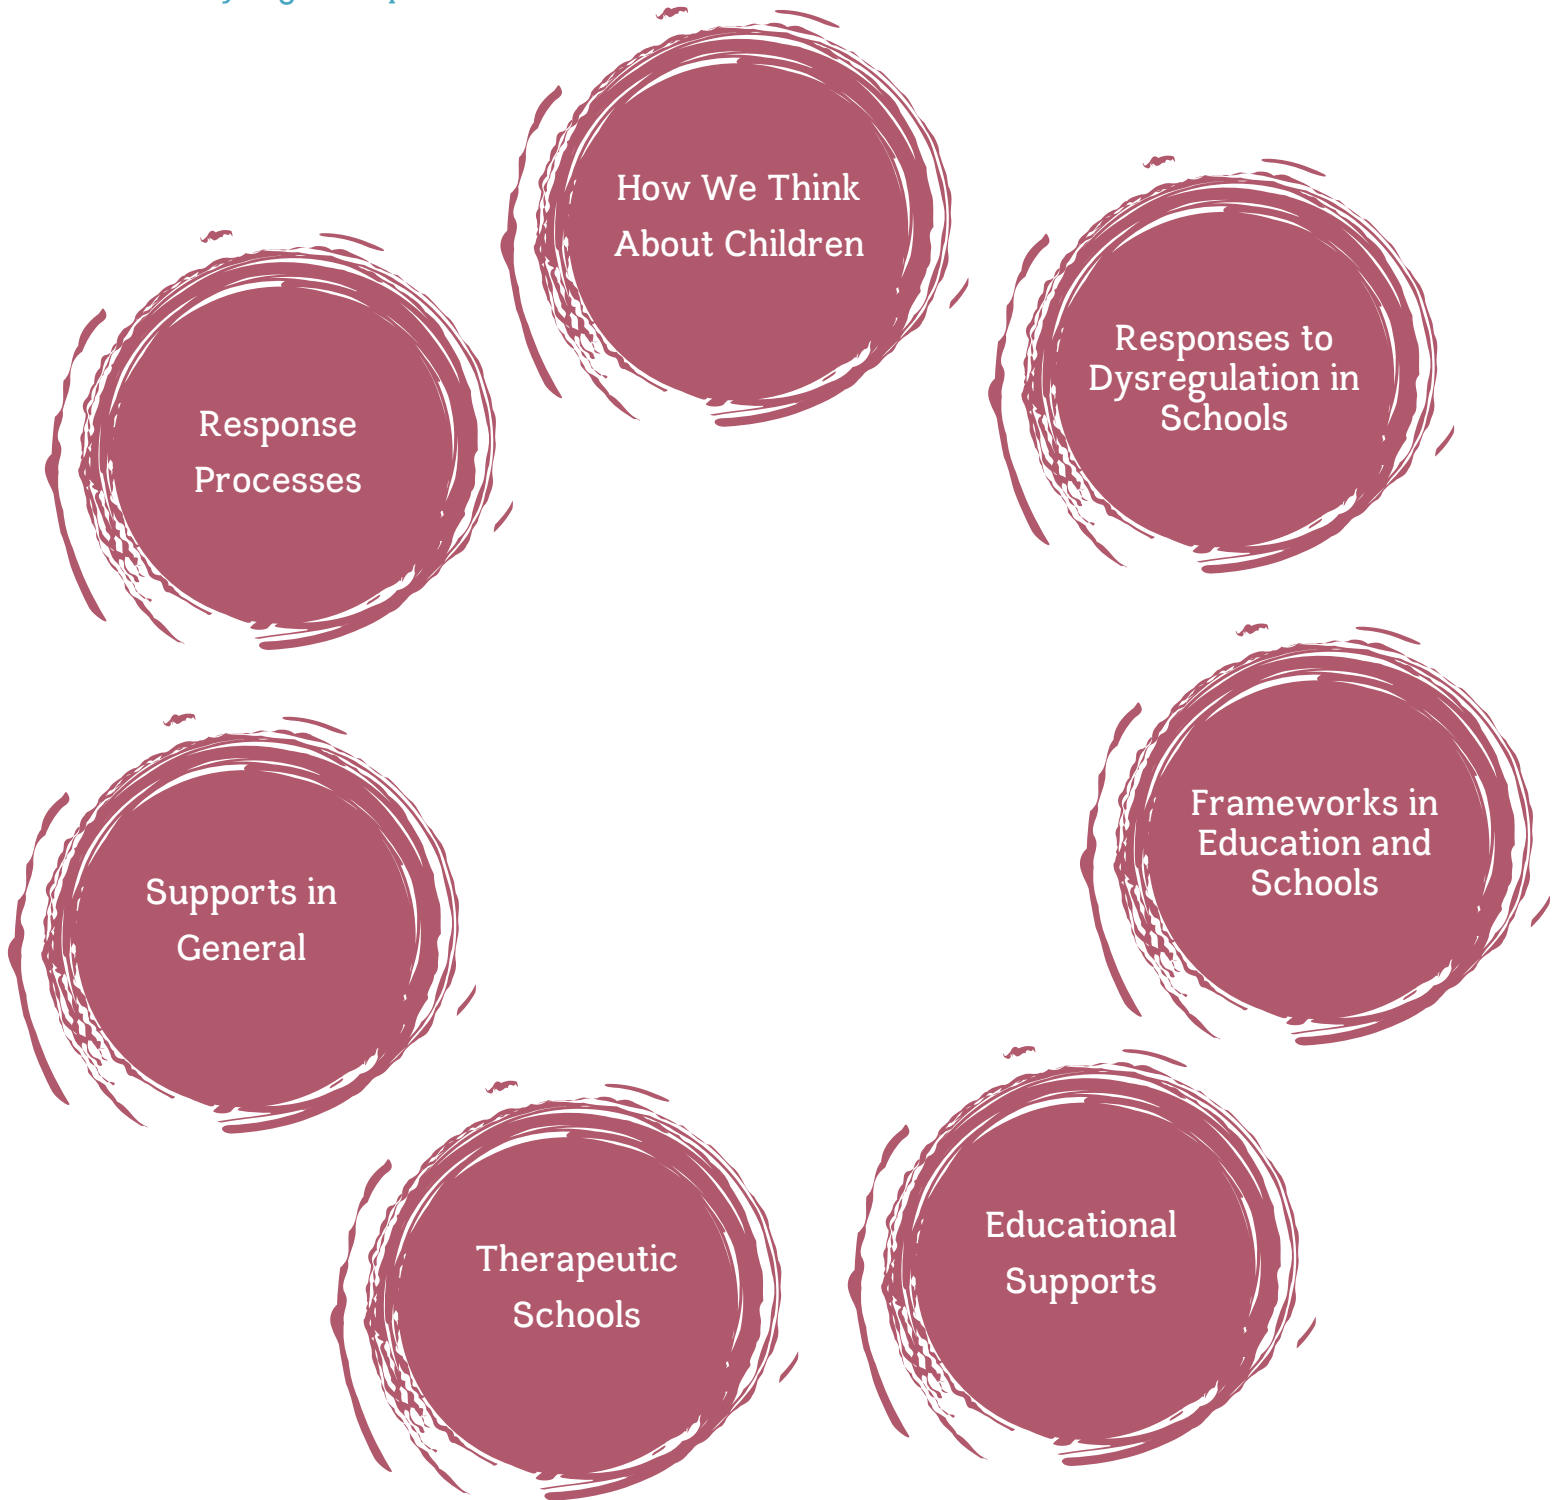 How We Think
About Children
Responses to
Dysregulation in
Schools
Response
Processes
Frameworks in
Education and
Schools
Supports in
General
Educational
Supports
Therapeutic
Schools